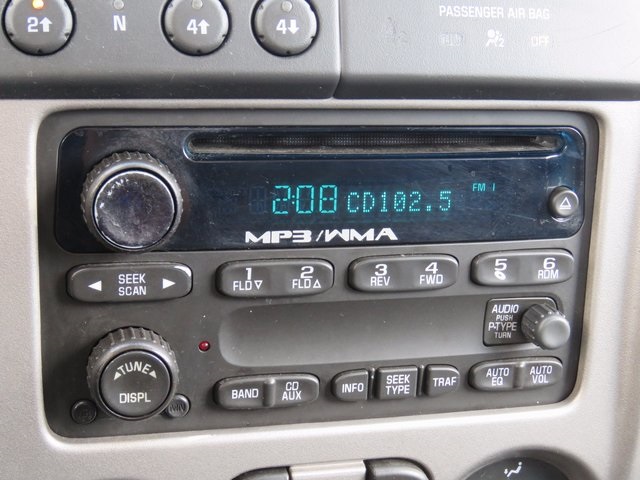 2↑ N 4↑ 4↓
PASSENGER AIR BAG
OFF
2:08 CD102.5 FM 1
MP3/WMA
SEEK
SCAN
1 2
FLD▽ FLD△
3 4
REV FWD
5 6
RDM
AUDIO
PUSH
P-TYPE
TURN
TUNE
DISPL
BAND
CD
AUX
INFO
SEEK
TYPE
TRAF
AUTO
EQ
AUTO
VOL